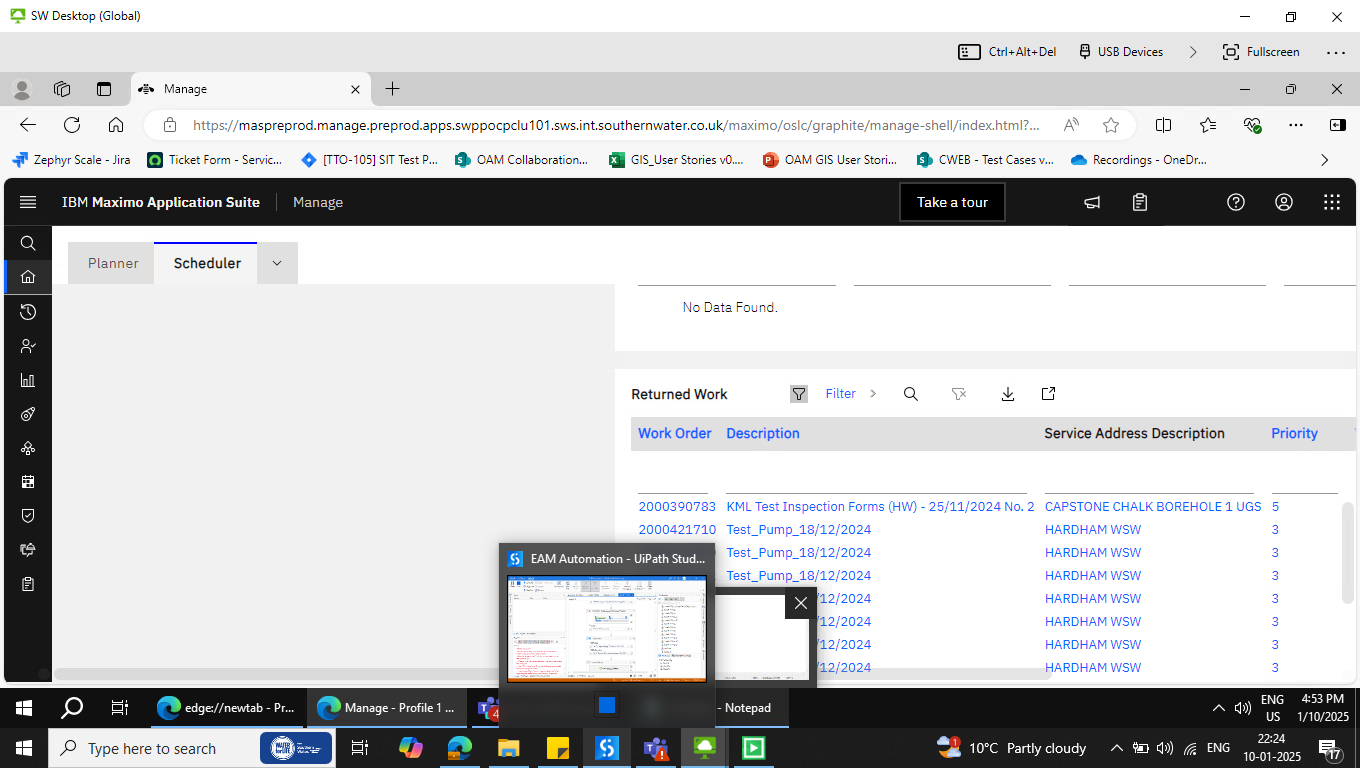 SW Desktop (Global)
Ctrl+Alt+Del
USB Devices
Fullscreen
Manage
https://maspreprod.manage.preprod.apps.swppocpclu101.sws.int.southernwater.co.uk/maximo/oslc/graphite/manage-shell/index.html?...
Zephyr Scale - Jira
Ticket Form - Servic...
[TTO-105] SIT Test P...
OAM Collaboration...
GIS_User Stories v0....
OAM GIS User Stori...
CWEB - Test Cases v...
Recordings - OneDr...
IBM Maximo Application Suite
Manage
Take a tour
Planner
Scheduler
No Data Found.
Returned Work
Filter
Work Order Description Service Address Description Priority
2000390783 KML Test Inspection Forms (HW) - 25/11/2024 No. 2 CAPSTONE CHALK BOREHOLE 1 UGS 5
2000421710 Test_Pump_18/12/2024 HARDHAM WSW 3
Test_Pump_18/12/2024 HARDHAM WSW 3
Test_Pump_18/12/2024 HARDHAM WSW 3
8/12/2024 HARDHAM WSW 3
8/12/2024 HARDHAM WSW 3
8/12/2024 HARDHAM WSW 3
8/12/2024 HARDHAM WSW 3
EAM Automation - UiPath Stud...
edge://newtab - Pr...
Manage - Profile 1 ...
4
- Notepad
ENG
US
4:53 PM
1/10/2025
Type here to search
1
10°C Partly cloudy
ENG
22:24
10-01-2025
17